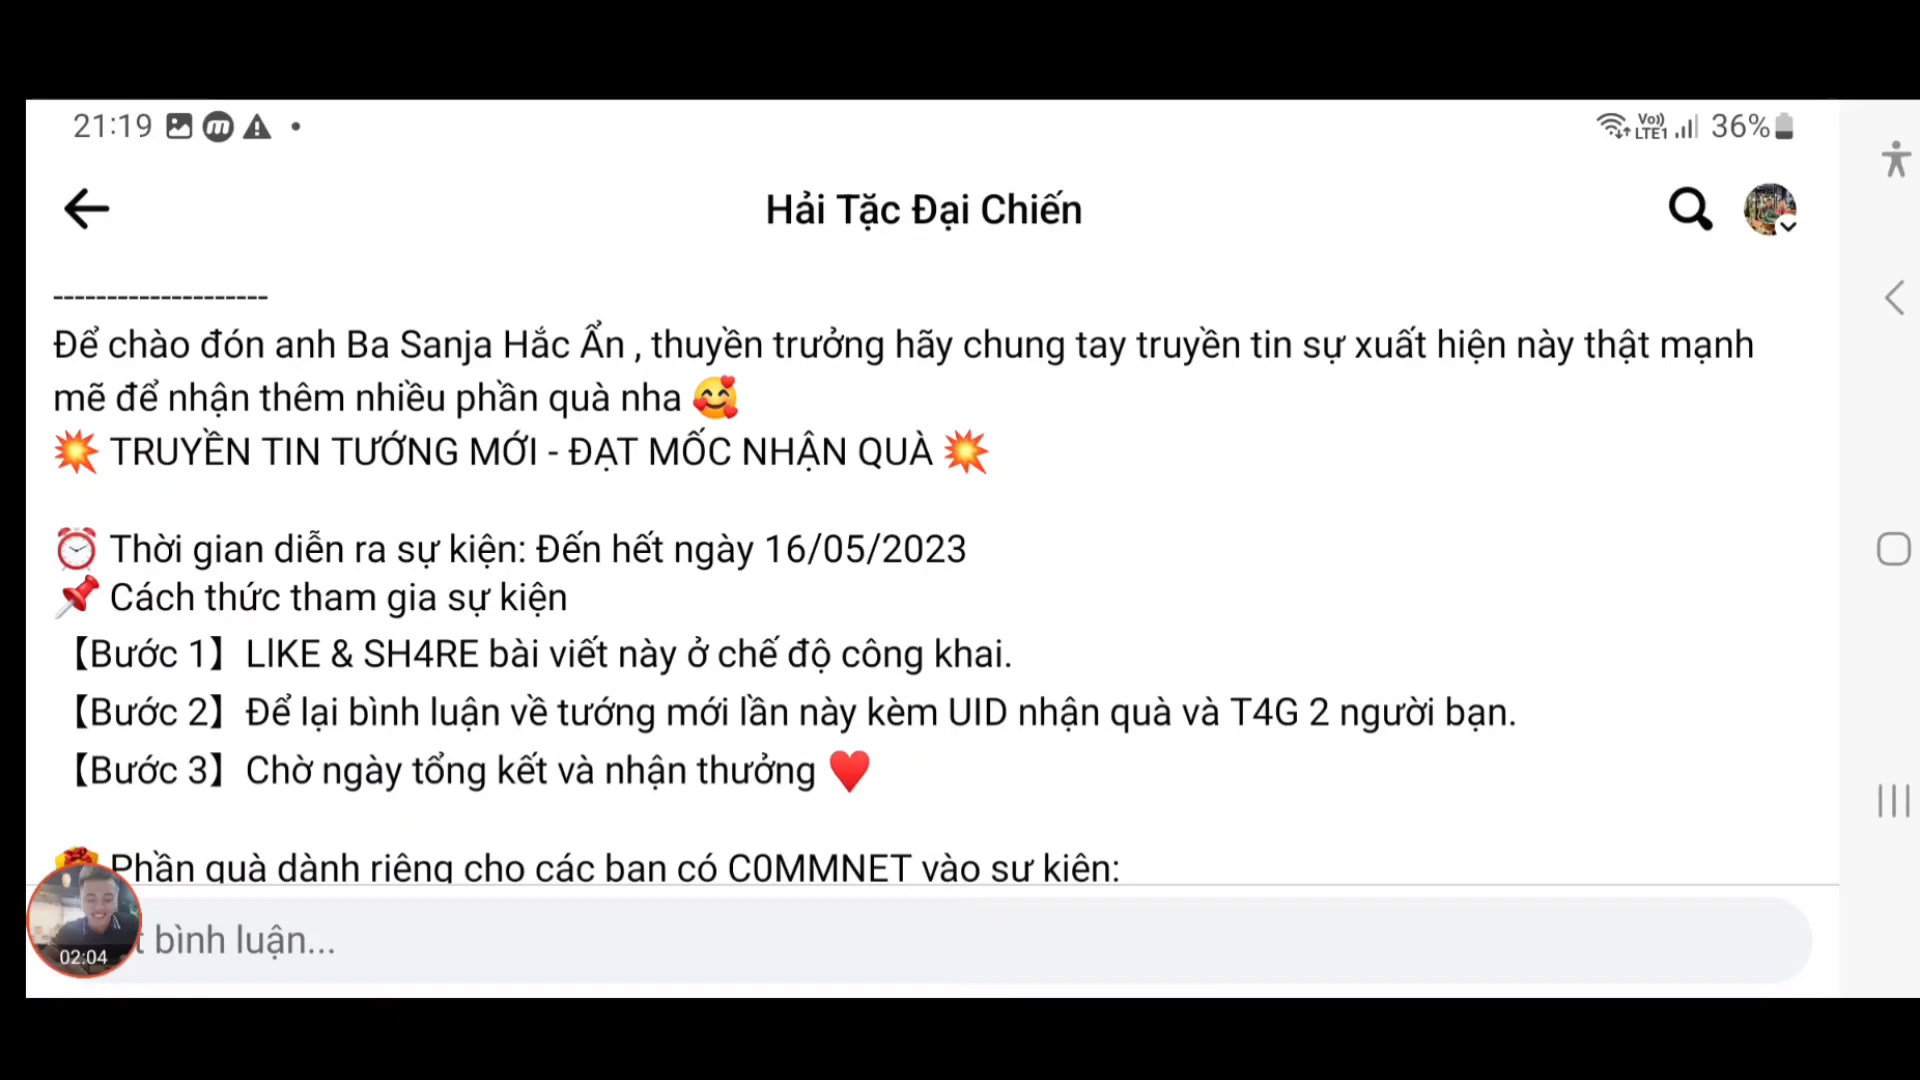 21:19
Vo))
LTE1
36%
Hải Tặc Đại Chiến
--------------------
Để chào đón anh Ba Sanja Hắc Ẩn , thuyền trưởng hãy chung tay truyền tin sự xuất hiện này thật mạnh
mẽ để nhận thêm nhiều phần quà nha 🥰
💥 TRUYỀN TIN TƯỚNG MỚI - ĐẠT MỐC NHẬN QUÀ 💥
⏰ Thời gian diễn ra sự kiện: Đến hết ngày 16/05/2023
📌 Cách thức tham gia sự kiện
【Bước 1】LlKE & SH4RE bài viết này ở chế độ công khai.
【Bước 2】Để lại bình luận về tướng mới lần này kèm UID nhận quà và T4G 2 người bạn.
【Bước 3】Chờ ngày tổng kết và nhận thưởng ♥️
🎁 Phần quà dành riêng cho các bạn có C0MMNET vào sự kiện:
t bình luận...
02:04